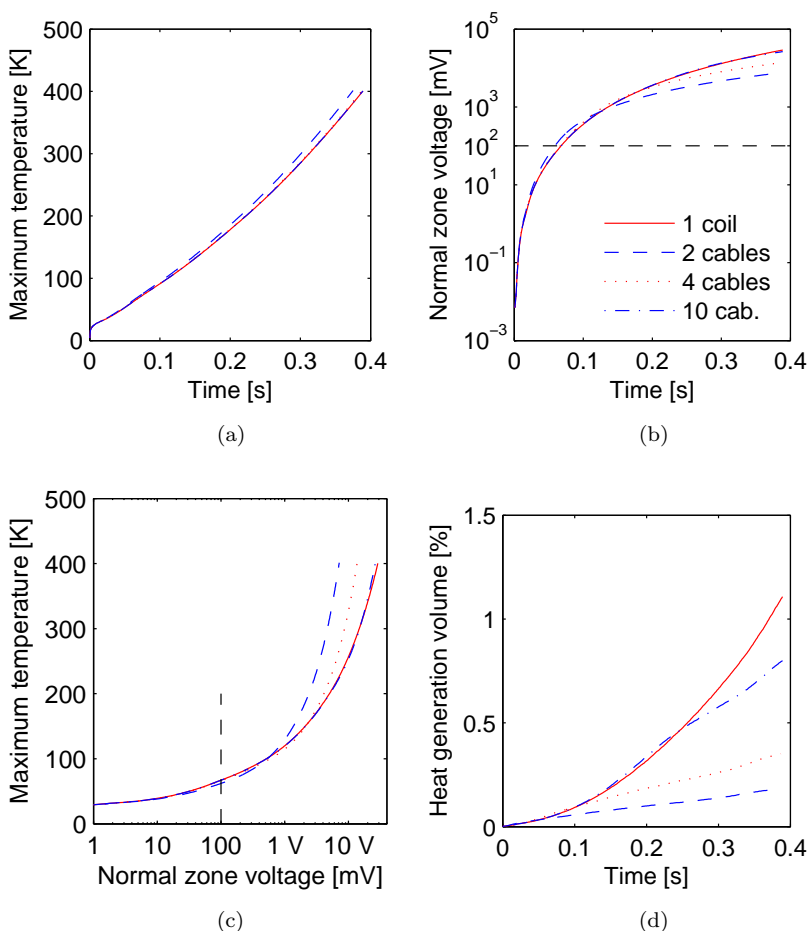 500
400
300
200
100
0
0 0.1 0.2 0.3 0.4
Maximum temperature [K]
Time [s]
(a)
10^5
10^3
10^2
10^1
10^−1
10^−3
0 0.1 0.2 0.3 0.4
Normal zone voltage [mV]
Time [s]
1 coil
2 cables
4 cables
10 cab.
(b)
500
400
300
200
100
0
1 10 100 1 V 10 V
Maximum temperature [K]
Normal zone voltage [mV]
(c)
1.5
1
0.5
0
0 0.1 0.2 0.3 0.4
Heat generation volume [%]
Time [s]
(d)